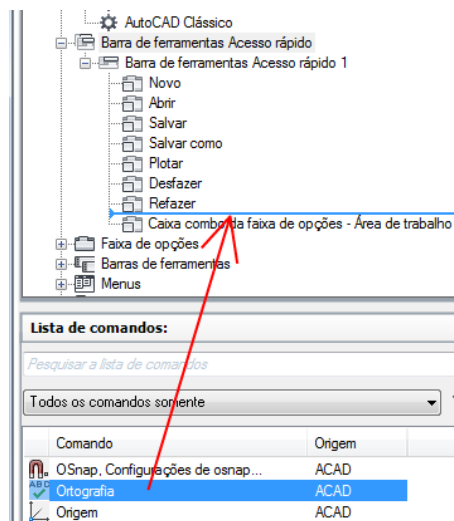 AutoCAD Clássico
Barra de ferramentas Acesso rápido
Barra de ferramentas Acesso rápido 1
Novo
Abrir
Salvar
Salvar como
Plotar
Desfazer
Refazer
Caixa combo da faixa de opções - Área de trabalho
Faixa de opções
Barras de ferramentas
Menus
Lista de comandos:
Pesquisar a lista de comandos
Todos os comandos somente
Comando Origem
OSnap, Configurações de osnap... ACAD
ABC Ortografia ACAD
Origem ACAD